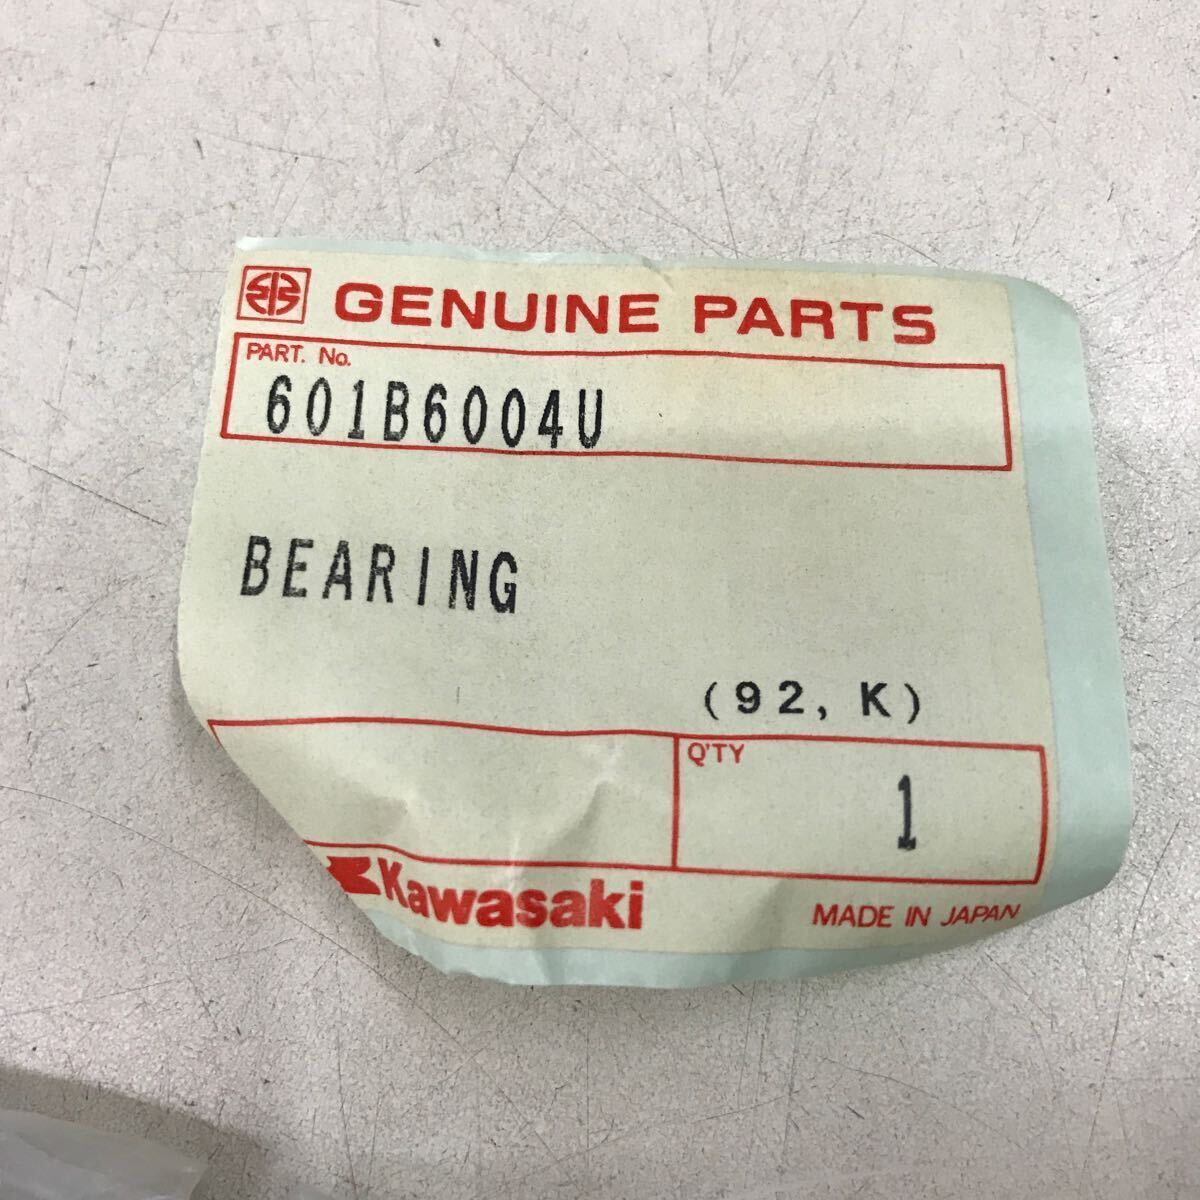 GENUINE PARTS
PART. No.
601B6004U
BEARING
(92, K)
Q'TY
1
Kawasaki
MADE IN JAPAN